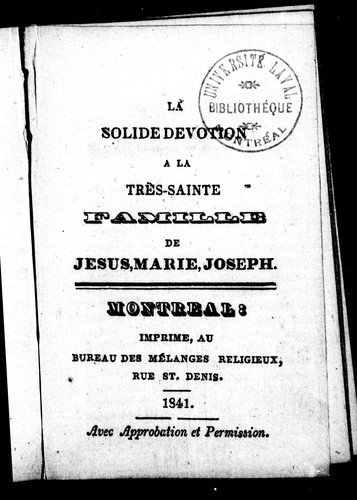 LA
SOLIDE DEVOTION
A LA
TRÈS-SAINTE
FAMILLE
DE
JESUS, MARIE, JOSEPH.
MONTREAL:
IMPRIME, AU
BUREAU DES MÉLANGES RELIGIEUX,
RUE ST. DENIS.
1841.
Avec Approbation et Permission.
UNIVERSITÉ LAVAL
BIBLIOTHÉQUE
MONTRÉAL